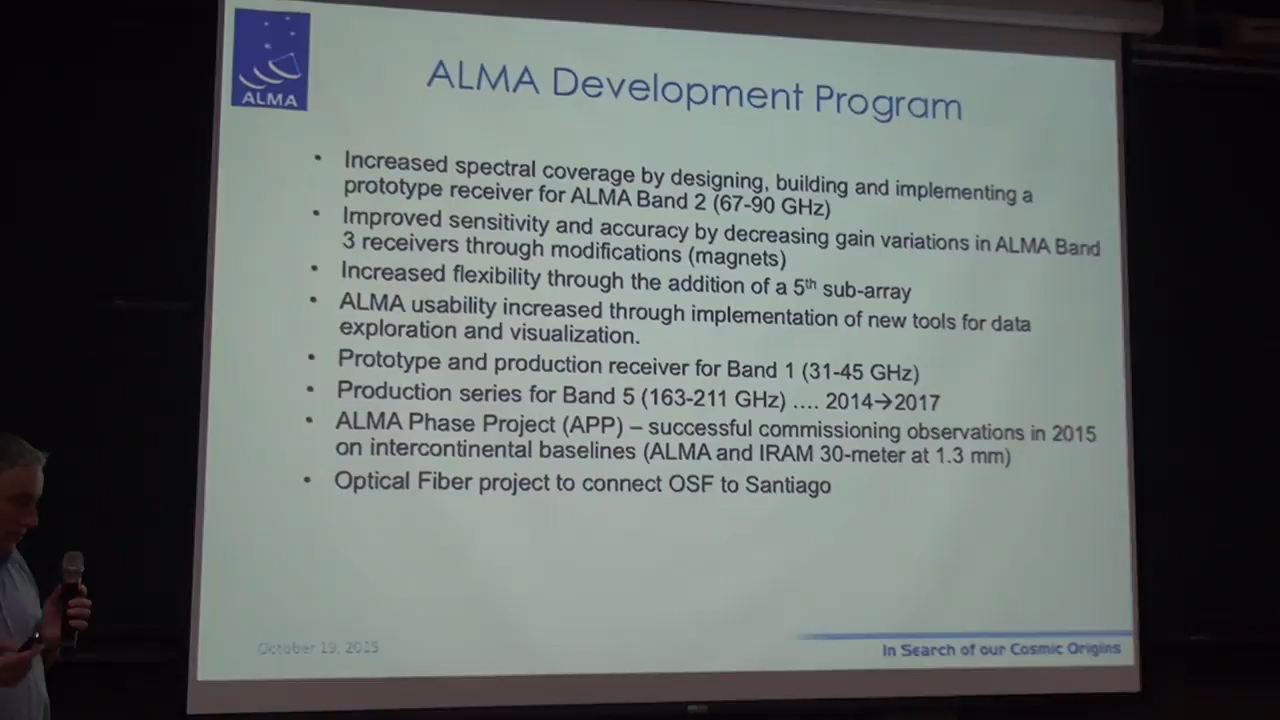 ALMA
ALMA Development Program
• Increased spectral coverage by designing, building and implementing a
prototype receiver for ALMA Band 2 (67-90 GHz)
• Improved sensitivity and accuracy by decreasing gain variations in ALMA Band
3 receivers through modifications (magnets)
• Increased flexibility through the addition of a 5th sub-array
• ALMA usability increased through implementation of new tools for data
exploration and visualization.
• Prototype and production receiver for Band 1 (31-45 GHz)
• Production series for Band 5 (163-211 GHz) .... 2014→2017
• ALMA Phase Project (APP) – successful commissioning observations in 2015
on intercontinental baselines (ALMA and IRAM 30-meter at 1.3 mm)
• Optical Fiber project to connect OSF to Santiago
October 19, 2015
In Search of our Cosmic Origins